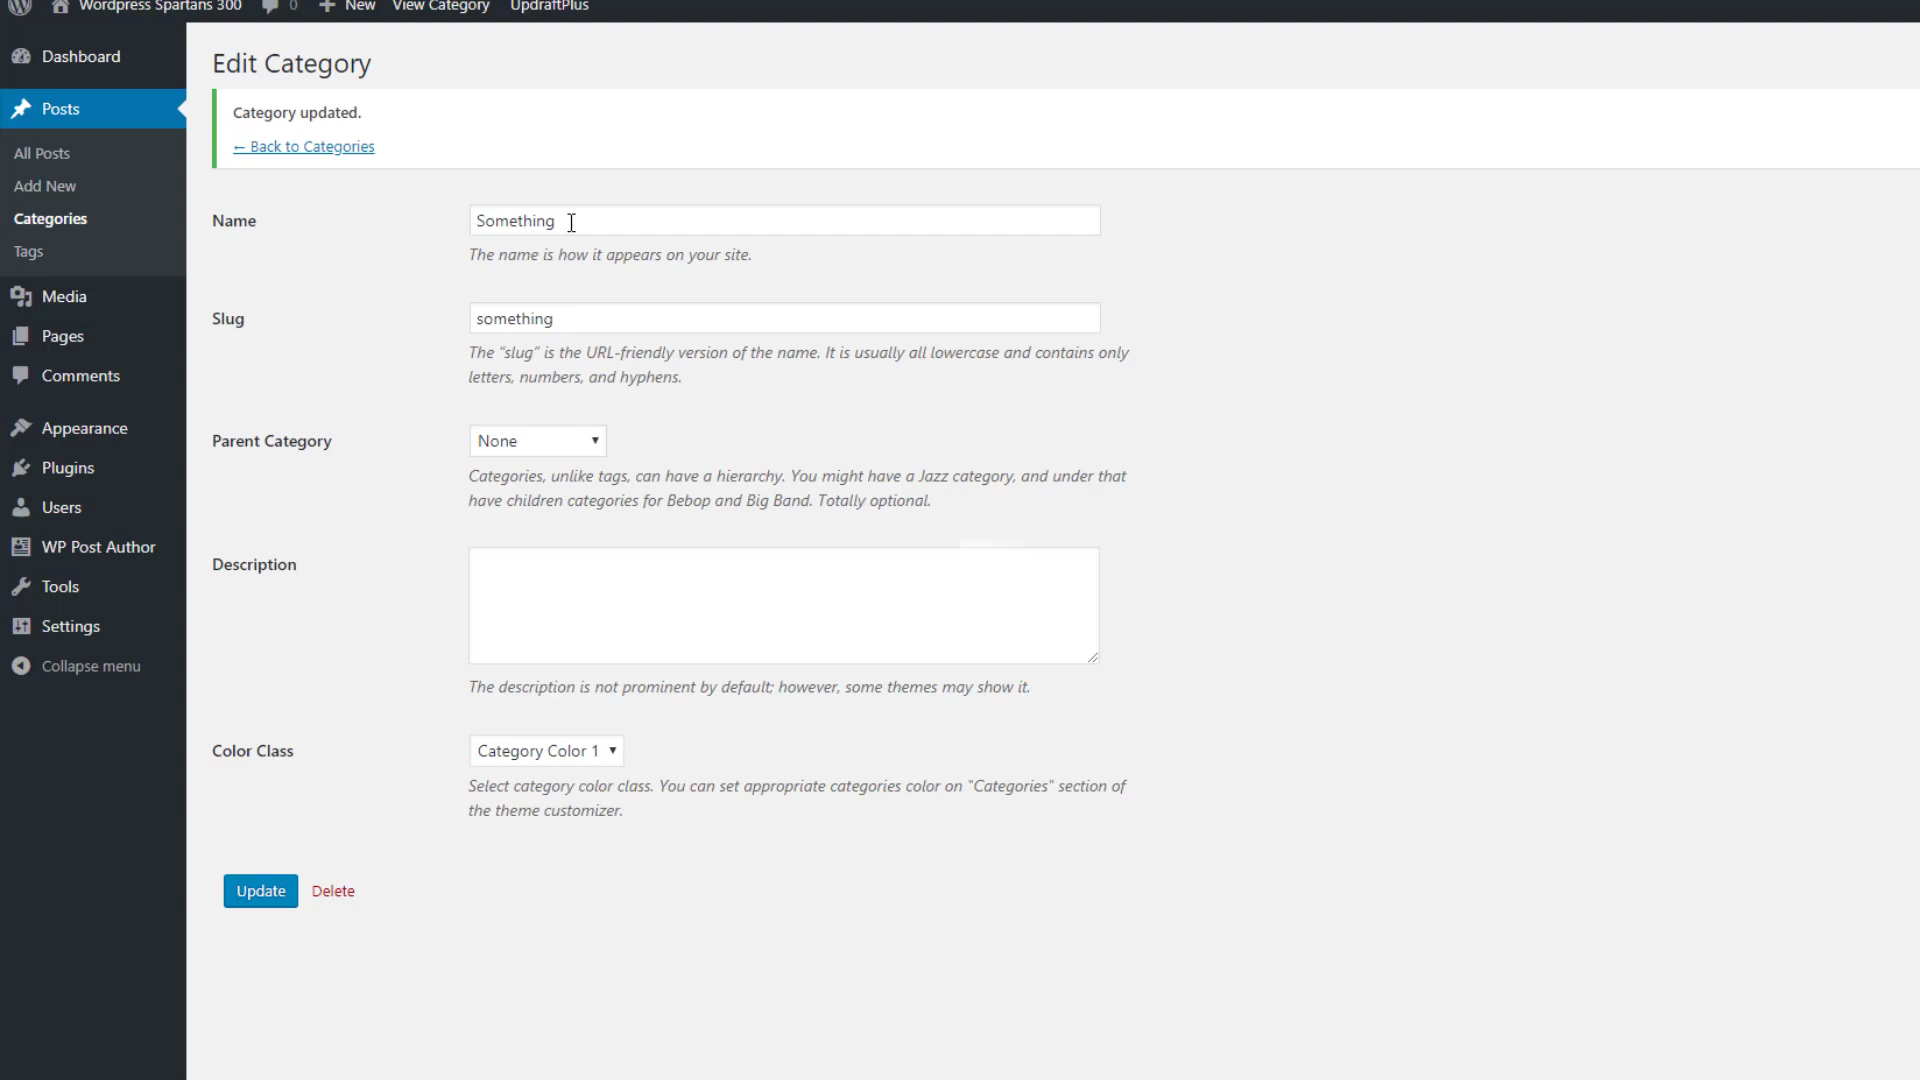 Wordpress Spartans 300 0 New View Category UpdraftPlus
Dashboard
Posts
All Posts
Add New
Categories
Tags
Media
Pages
Comments
Appearance
Plugins
Users
WP Post Author
Tools
Settings
Collapse menu
Edit Category
Category updated.
← Back to Categories
Name
Something
The name is how it appears on your site.
Slug
something
The “slug” is the URL-friendly version of the name. It is usually all lowercase and contains only
letters, numbers, and hyphens.
Parent Category
None
Categories, unlike tags, can have a hierarchy. You might have a Jazz category, and under that
have children categories for Bebop and Big Band. Totally optional.
Description
The description is not prominent by default; however, some themes may show it.
Color Class
Category Color 1
Select category color class. You can set appropriate categories color on "Categories" section of
the theme customizer.
Update Delete